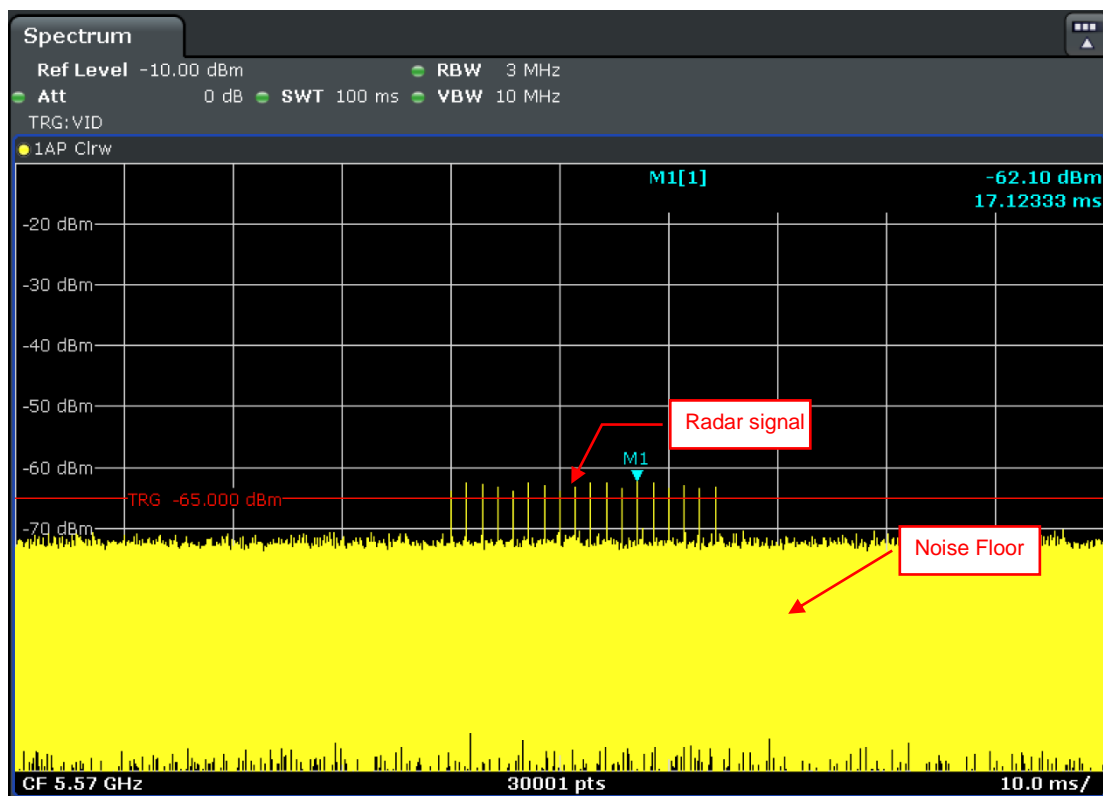 Spectrum
Ref Level -10.00 dBm RBW 3 MHz
Att 0 dB SWT 100 ms VBW 10 MHz
TRG:VID
1AP Clrw
M1[1] -62.10 dBm
17.12333 ms
-20 dBm
-30 dBm
-40 dBm
-50 dBm
Radar signal
M1
-60 dBm
TRG -65.000 dBm
-70 dBm
Noise Floor
CF 5.57 GHz 30001 pts 10.0 ms/